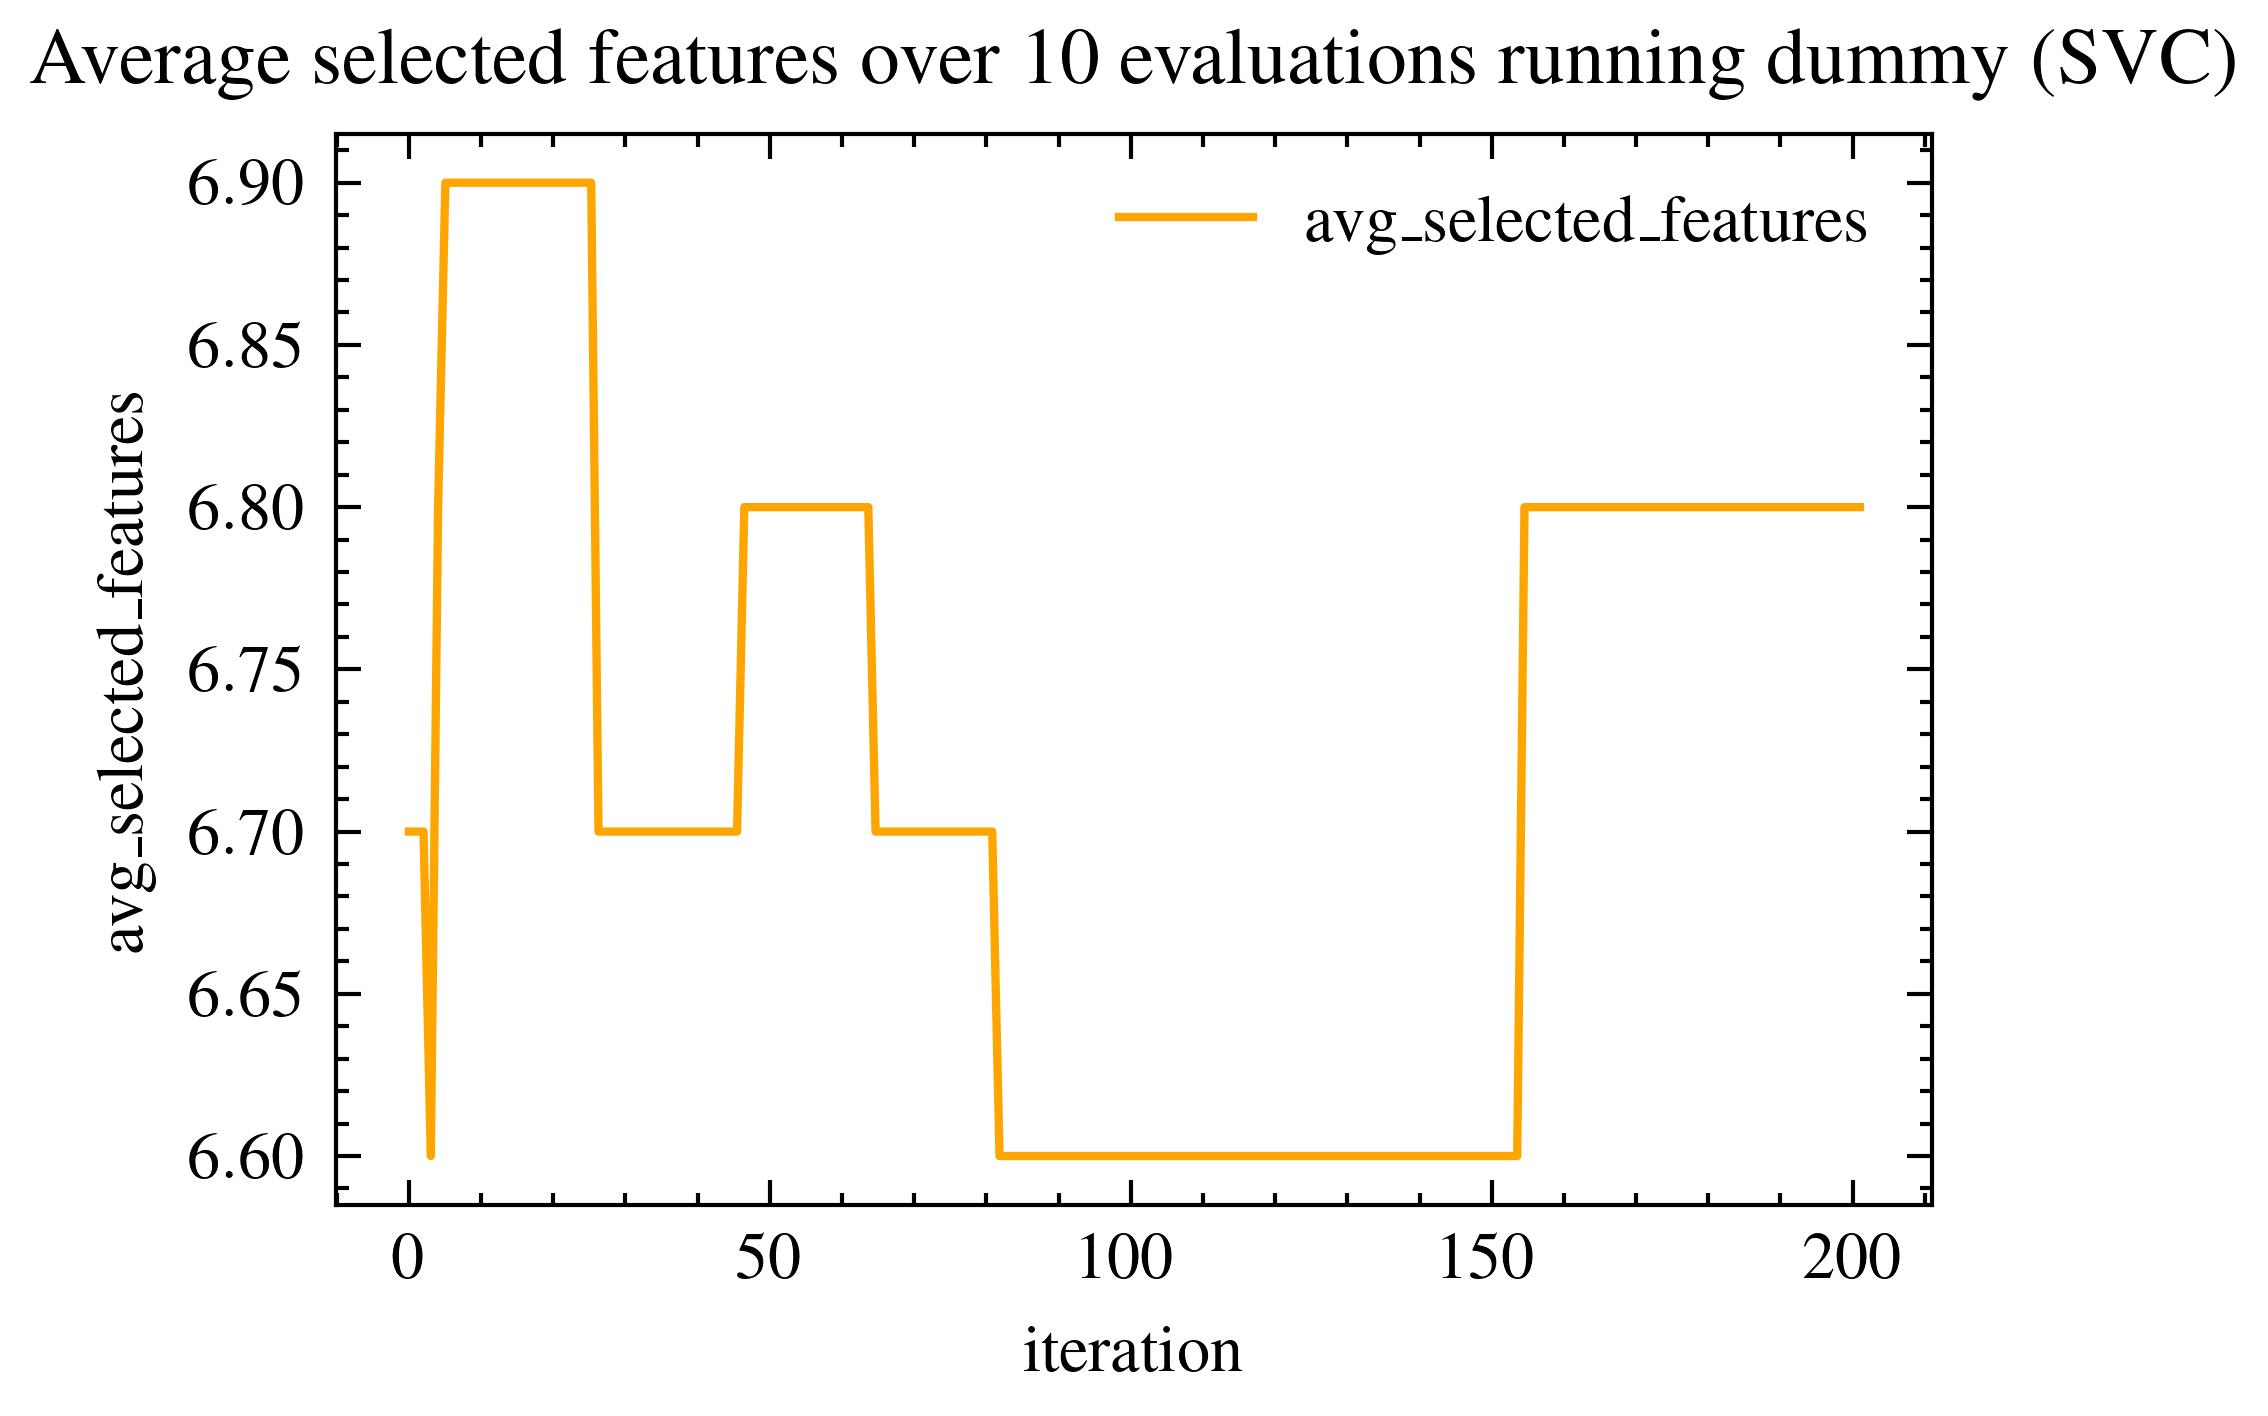 Average selected features over 10 evaluations running dummy (SVC)
avg_selected_features
6.90
6.85
6.80
6.75
6.70
6.65
6.60
avg_selected_features
0 50 100 150 200
iteration